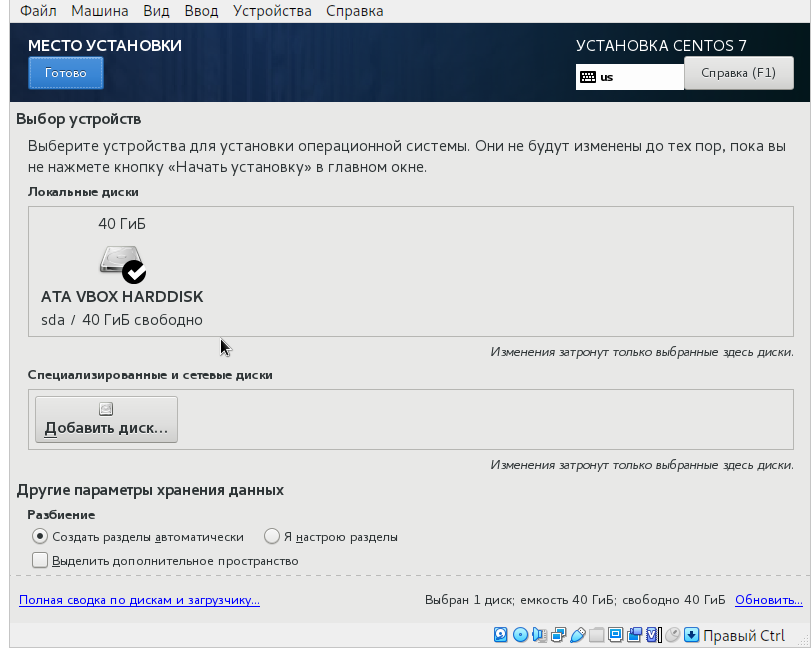 Файл Машина Вид Ввод Устройства Справка
МЕСТО УСТАНОВКИ
УСТАНОВКА CENTOS 7
Готово
us
Справка (F1)
Выбор устройств
Выберите устройства для установки операционной системы. Они не будут изменены до тех пор, пока вы
не нажмете кнопку «Начать установку» в главном окне.
Локальные диски
40 ГиБ
ATA VBOX HARDDISK
sda / 40 ГиБ свободно
Изменения затронут только выбранные здесь диски.
Специализированные и сетевые диски
Добавить диск...
Изменения затронут только выбранные здесь диски.
Другие параметры хранения данных
Разбиение
Создать разделы автоматически
Я настрою разделы
Выделить дополнительное пространство
Полная сводка по дискам и загрузчику...
Выбран 1 диск; емкость 40 ГиБ; свободно 40 ГиБ
Обновить...
Правый Ctrl